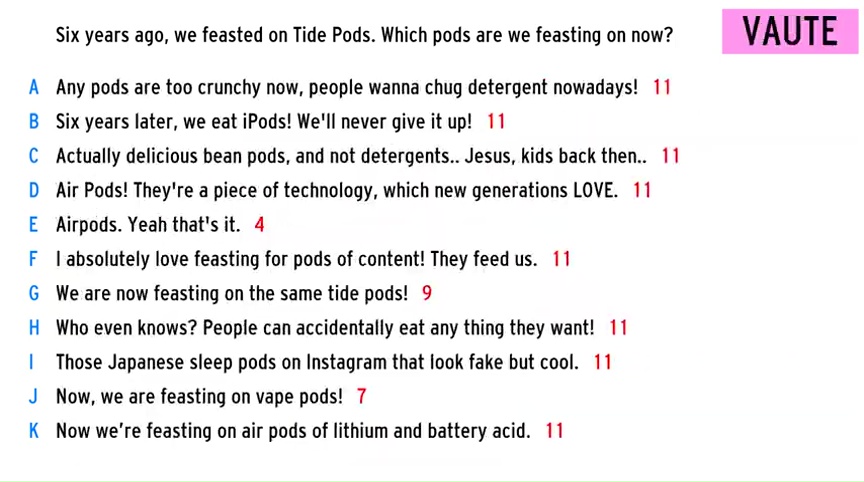 Six years ago, we feasted on Tide Pods. Which pods are we feasting on now?
VAUTE
A Any pods are too crunchy now, people wanna chug detergent nowadays! 11
B Six years later, we eat iPods! We'll never give it up! 11
C Actually delicious bean pods, and not detergents.. Jesus, kids back then.. 11
D Air Pods! They're a piece of technology, which new generations LOVE. 11
E Airpods. Yeah that's it. 4
F I absolutely love feasting for pods of content! They feed us. 11
G We are now feasting on the same tide pods! 9
H Who even knows? People can accidentally eat any thing they want! 11
I Those Japanese sleep pods on Instagram that look fake but cool. 11
J Now, we are feasting on vape pods! 7
K Now we’re feasting on air pods of lithium and battery acid. 11